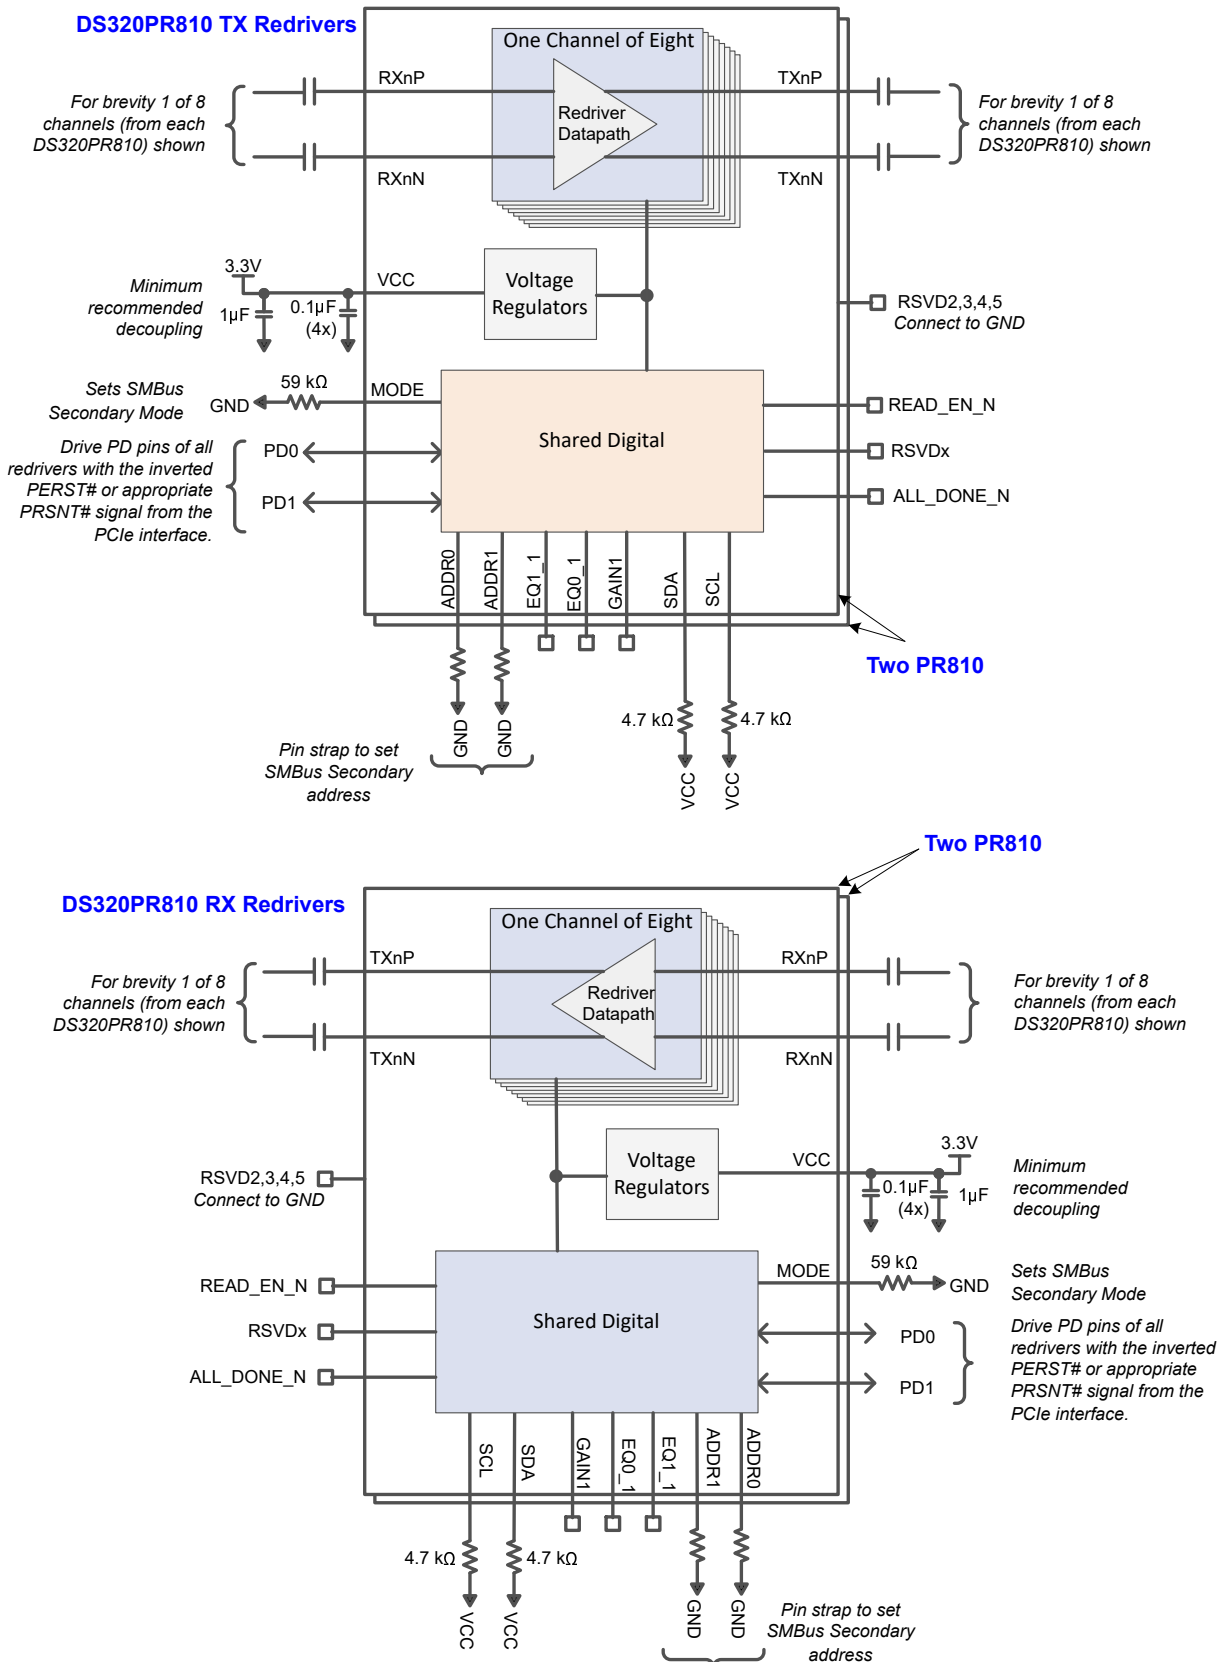 DS320PR810 TX Redrivers
One Channel of Eight
RXnP
TXnP
For brevity 1 of 8
channels (from each
DS320PR810) shown
Redriver
Datapath
For brevity 1 of 8
channels (from each
DS320PR810) shown
RXnN
TXnN
3.3V
VCC
Minimum
recommended
decoupling
1µF
0.1µF
(4x)
Voltage
Regulators
RSVD2,3,4,5
Connect to GND
Sets SMBus
Secondary Mode
GND
59 kΩ
MODE
Drive PD pins of all
redrivers with the inverted
PERST# or appropriate
PRSNT# signal from the
PCIe interface.
PD0
PD1
Shared Digital
READ_EN_N
RSVDx
ALL_DONE_N
ADDR0
ADDR1
EQ1_1
EQ0_1
GAIN1
SDA
SCL
Two PR810
4.7 kΩ
4.7 kΩ
GND
GND
VCC
VCC
Pin strap to set
SMBus Secondary
address
Two PR810
DS320PR810 RX Redrivers
One Channel of Eight
TXnP
RXnP
For brevity 1 of 8
channels (from each
DS320PR810) shown
Redriver
Datapath
For brevity 1 of 8
channels (from each
DS320PR810) shown
TXnN
RXnN
RSVD2,3,4,5
Connect to GND
Voltage
Regulators
VCC
3.3V
0.1µF
(4x)
1µF
Minimum
recommended
decoupling
READ_EN_N
RSVDx
ALL_DONE_N
Shared Digital
MODE
59 kΩ
GND
Sets SMBus
Secondary Mode
PD0
PD1
Drive PD pins of all
redrivers with the inverted
PERST# or appropriate
PRSNT# signal from the
PCIe interface.
SCL
SDA
GAIN1
EQ0_1
EQ1_1
ADDR1
ADDR0
4.7 kΩ
4.7 kΩ
VCC
VCC
GND
GND
Pin strap to set
SMBus Secondary
address